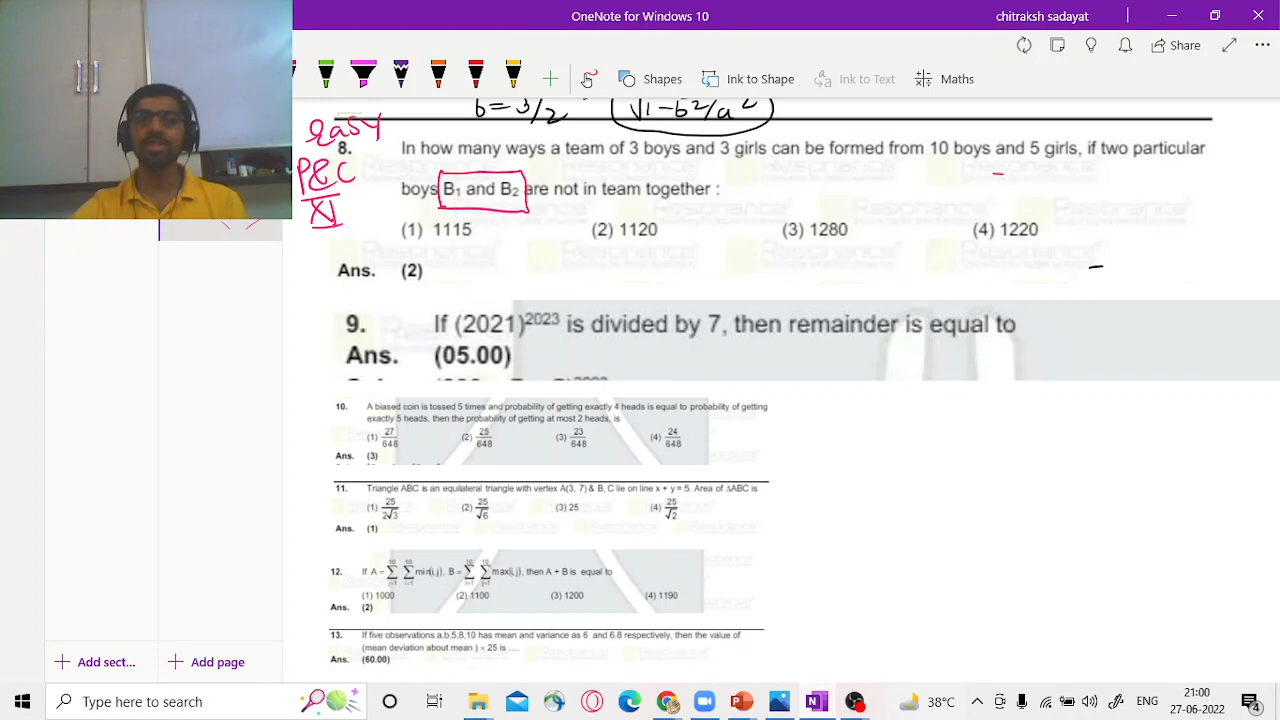 OneNote for Windows 10
chitraksh sadayat
Shapes
Ink to Shape
Ink to Text
Maths
Share
b = 3/2
√1-b²/a²
easy
P&C
XI
8. In how many ways a team of 3 boys and 3 girls can be formed from 10 boys and 5 girls, if two particular
boys B₁ and B₂ are not in team together :
(1) 1115 (2) 1120 (3) 1280 (4) 1220
Ans. (2)
9. If (2021)²⁰²³ is divided by 7, then remainder is equal to
Ans. (05.00)
10. A biased coin is tossed 5 times and probability of getting exactly 4 heads is equal to probability of getting
exactly 5 heads, then the probability of getting at most 2 heads, is
(1) 27/648 (2) 25/648 (3) 23/648 (4) 24/648
Ans. (3)
11. Triangle ABC is an equilateral triangle with vertex A(3, 7) & B, C lie on line x + y = 5. Area of ΔABC is
(1) 25/2√3 (2) 25/√6 (3) 25 (4) 25/√2
Ans. (1)
12. If A = ∑ ∑ min(i,j), B = ∑ ∑ max(i,j), then A + B is equal to
(1) 1000 (2) 1100 (3) 1200 (4) 1190
Ans. (2)
13. If five observations a,b,5,8,10 has mean and variance as 6 and 6.8 respectively, then the value of
(mean deviation about mean ) × 25 is ....
Ans. (60.00)
Add sect...
Add page
Type here to search
38°C
21:00
27-06-2022